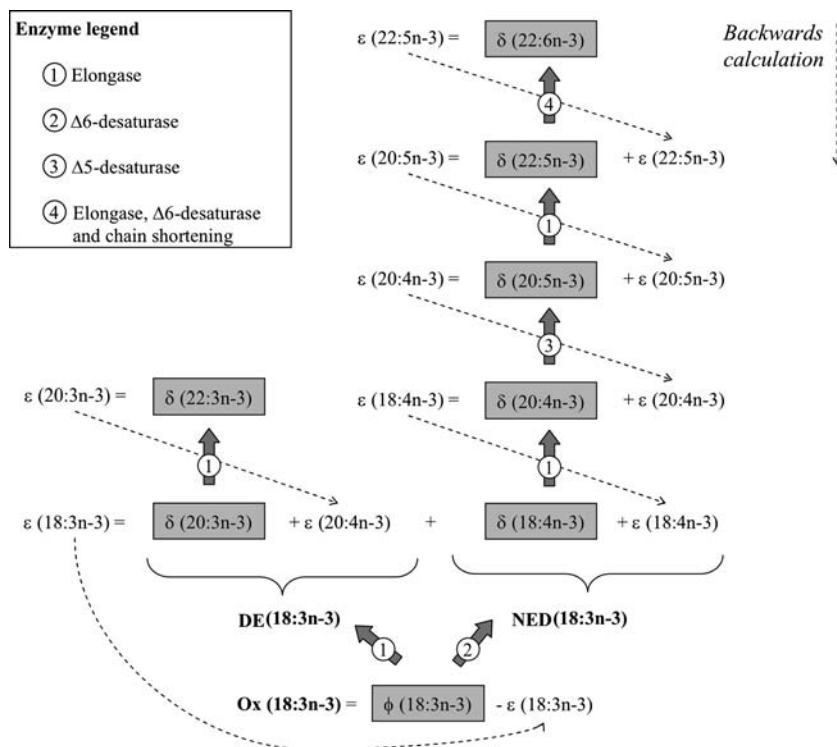 Enzyme legend
① Elongase
② Δ6-desaturase
③ Δ5-desaturase
④ Elongase, Δ6-desaturase
and chain shortening
Backwards
calculation
ε (22:5n-3) = δ (22:6n-3)
④
ε (20:5n-3) = δ (22:5n-3) + ε (22:5n-3)
①
ε (20:4n-3) = δ (20:5n-3) + ε (20:5n-3)
③
ε (20:3n-3) = δ (22:3n-3)
ε (18:4n-3) = δ (20:4n-3) + ε (20:4n-3)
① ①
ε (18:3n-3) = δ (20:3n-3) + ε (20:4n-3) + δ (18:4n-3) + ε (18:4n-3)
DE(18:3n-3) NED(18:3n-3)
① ②
Ox (18:3n-3) = ϕ (18:3n-3) - ε (18:3n-3)